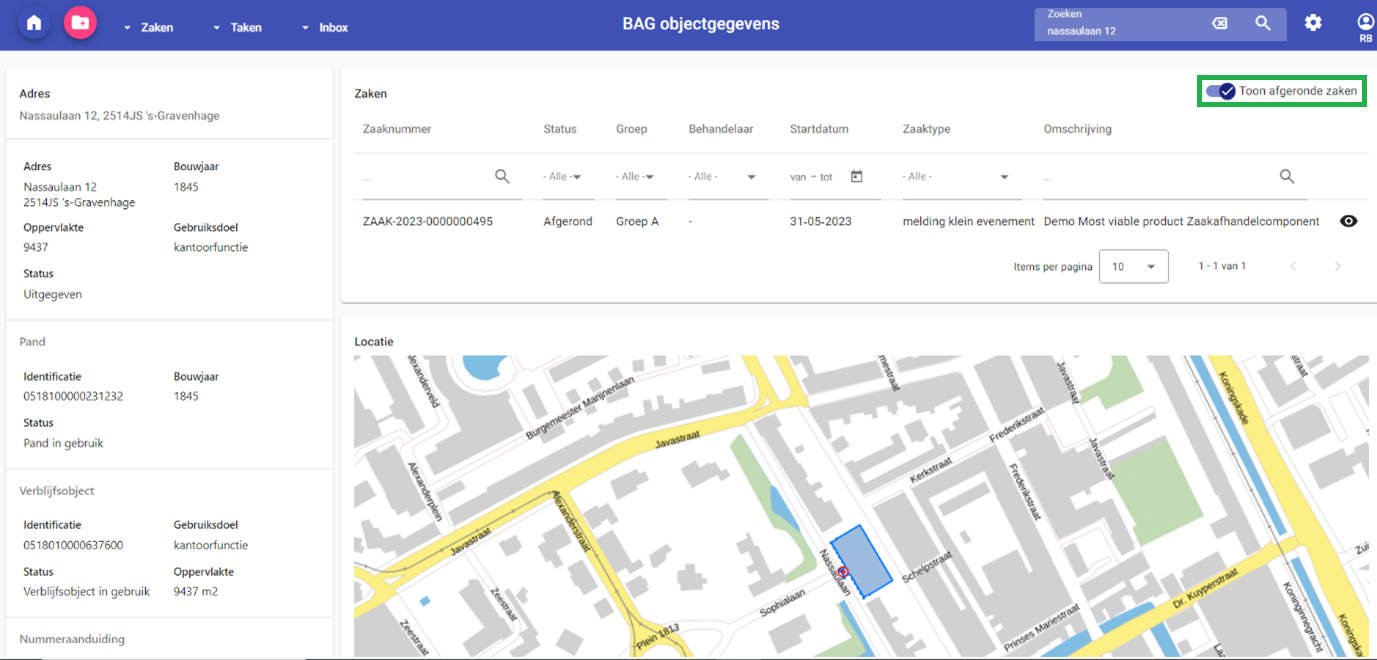 Zaken
Taken
Inbox
BAG objectgegevens
Zoeken
nassaulaan 12
RB
Adres
Nassaulaan 12, 2514JS 's-Gravenhage
Adres
Bouwjaar
Nassaulaan 12
2514JS 's-Gravenhage
1845
Oppervlakte
Gebruiksdoel
9437
kantoorfunctie
Status
Uitgegeven
Pand
Identificatie
Bouwjaar
0518100000231232
1845
Status
Pand in gebruik
Verblijfsobject
Identificatie
Gebruiksdoel
0518010000637600
kantoorfunctie
Status
Oppervlakte
Verblijfsobject in gebruik
9437 m2
Nummeraanduiding
Zaken
Toon afgeronde zaken
Zaaknummer
Status
Groep
Behandelaar
Startdatum
Zaaktype
Omschrijving
...
- Alle -
- Alle -
- Alle -
van – tot
- Alle -
...
ZAAK-2023-0000000495
Afgerond
Groep A
-
31-05-2023
melding klein evenement
Demo Most viable product Zaakafhandelcomponent
Items per pagina
10
1 - 1 van 1
Locatie
Alexanderveld
Burgemeester Marijnenlaan
Javastraat
Javastraat
Koningskade
Frederikstraat
Kerkstraat
Javastraat
Frederikstraat
Alexanderplein
Alexanderstraat
Javastraat
Nassaulaan
Schelpstraat
Sophialaan
Zeestraat
Zeestraat
Plein 1813
Dr. Kuyperstraat
Prinses Mariestraat
Koninginnegracht